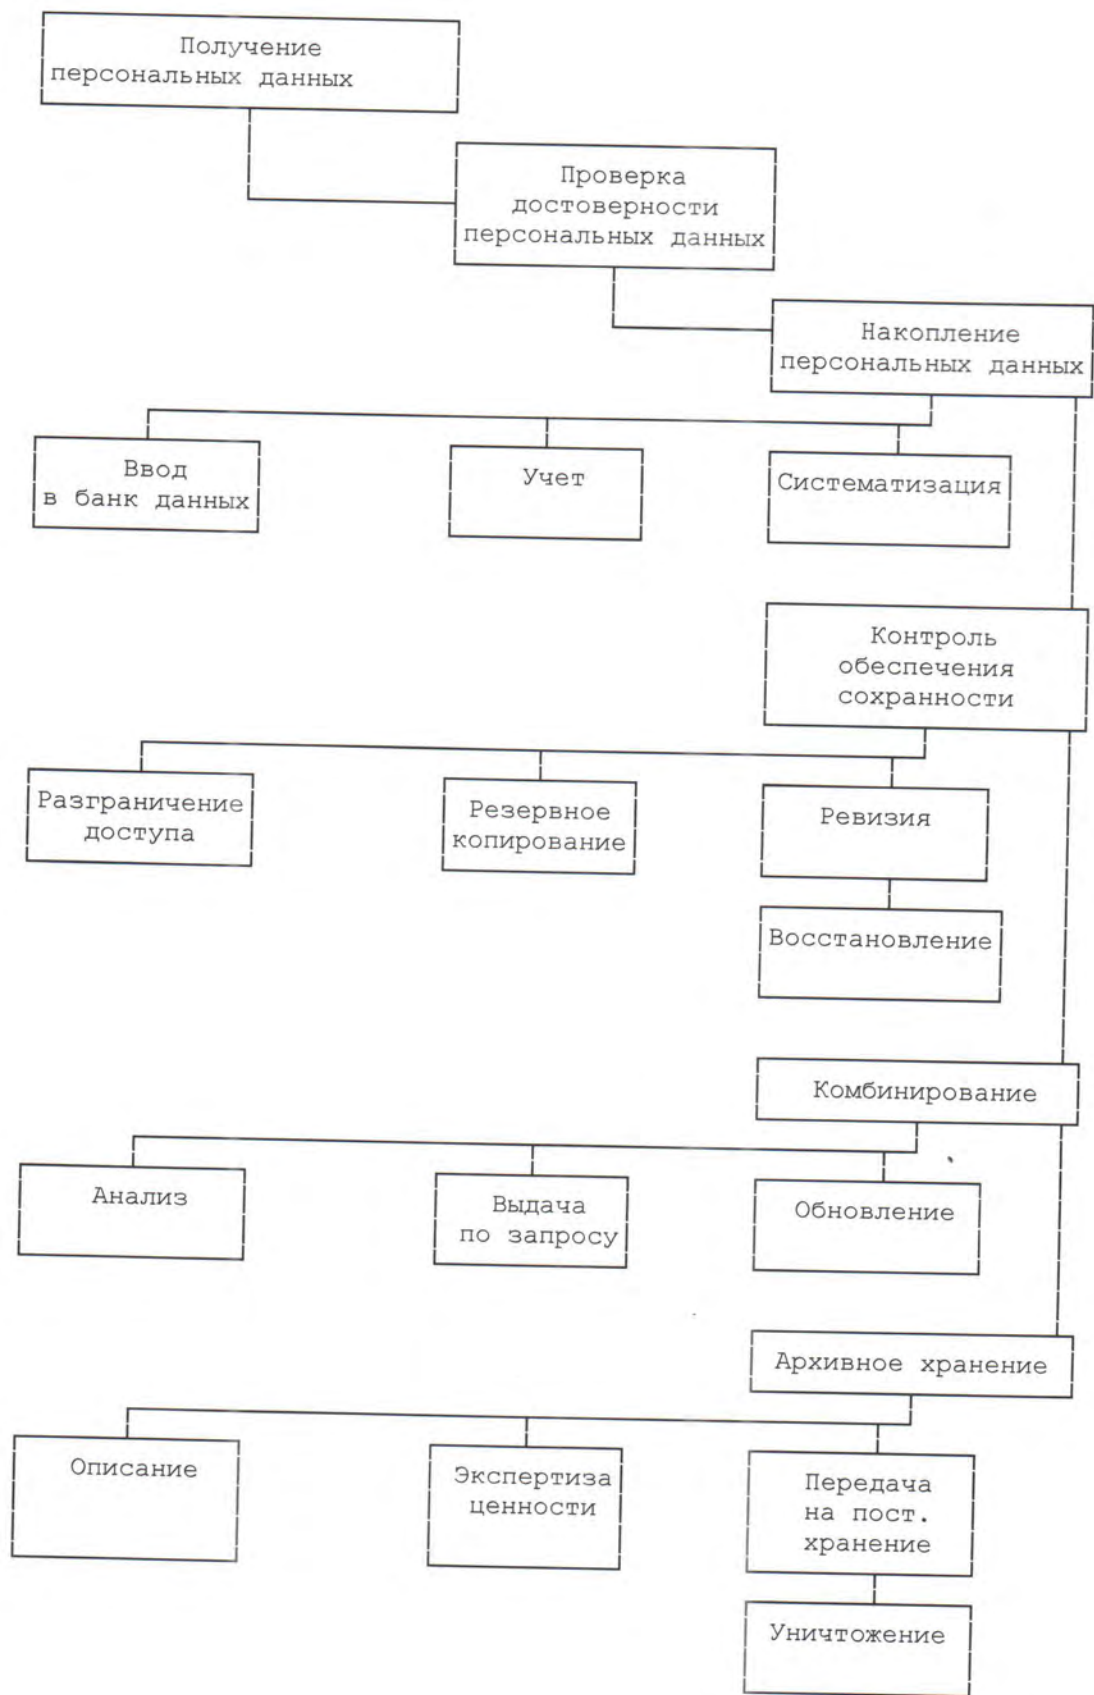 Получение
персональных данных
Проверка
достоверности
персональных данных
Накопление
персональных данных
Ввод
в банк данных
Учет
Систематизация
Контроль
обеспечения
сохранности
Разграничение
доступа
Резервное
копирование
Ревизия
Восстановление
Комбинирование
Анализ
Выдача
по запросу
Обновление
Архивное хранение
Описание
Экспертиза
ценности
Передача
на пост.
хранение
Уничтожение